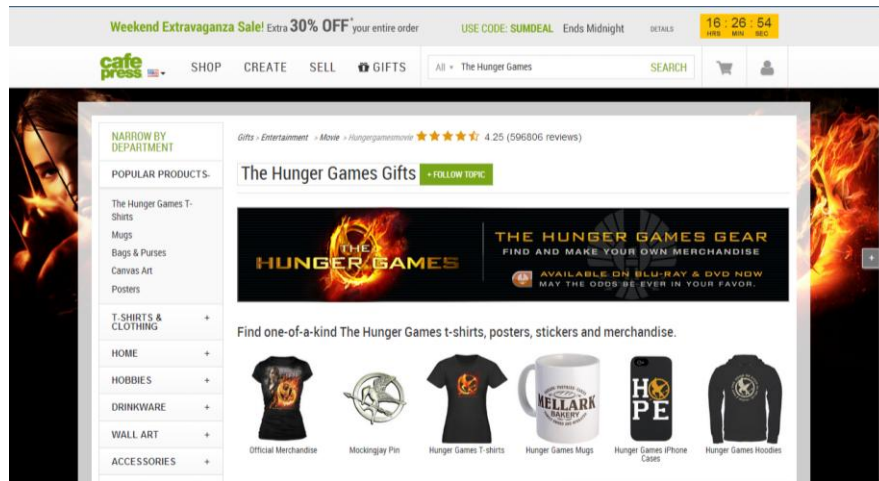 Weekend Extravaganza Sale! Extra 30% OFF* your entire order USE CODE: SUMDEAL Ends Midnight DETAILS 16 : 26 : 54
HRS MIN SEC
cafe press SHOP CREATE SELL GIFTS All The Hunger Games SEARCH
NARROW BY
DEPARTMENT
POPULAR PRODUCTS-
The Hunger Games T-
Shirts
Mugs
Bags & Purses
Canvas Art
Posters
T-SHIRTS &
CLOTHING +
HOME +
HOBBIES +
DRINKWARE +
WALL ART +
ACCESSORIES +
Gifts > Entertainment > Movie > Hungergamesmovie 4.25 (596806 reviews)
The Hunger Games Gifts + FOLLOW TOPIC
THE
HUNGER GAMES
THE HUNGER GAMES GEAR
FIND AND MAKE YOUR OWN MERCHANDISE
AVAILABLE ON BLU-RAY & DVD NOW
MAY THE ODDS BE EVER IN YOUR FAVOR.
Find one-of-a-kind The Hunger Games t-shirts, posters, stickers and merchandise.
MELLARK
BAKERY
HOPE
Official Merchandise
Mockingjay Pin
Hunger Games T-shirts
Hunger Games Mugs
Hunger Games iPhone
Cases
Hunger Games Hoodies
+